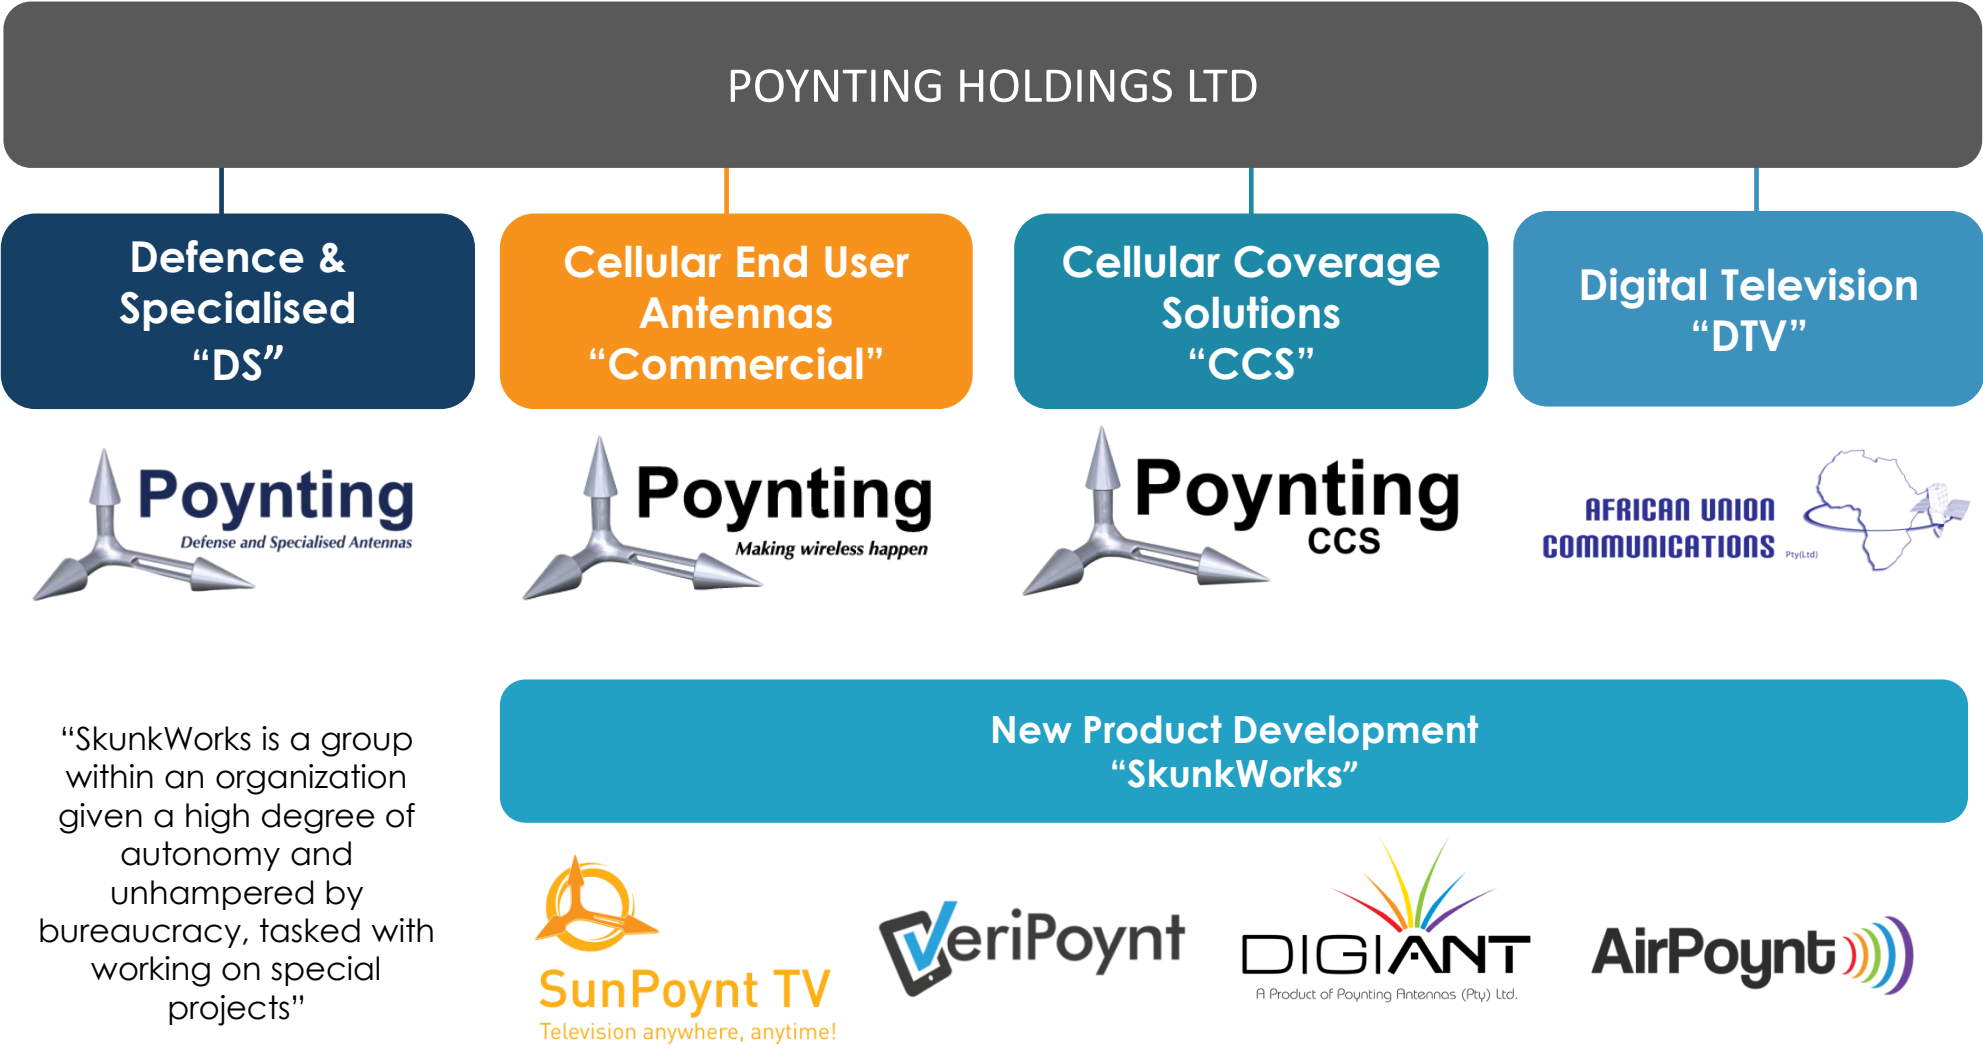 POYNTING HOLDINGS LTD
Defence &
Specialised
“DS”
Cellular End User
Antennas
“Commercial”
Cellular Coverage
Solutions
“CCS”
Digital Television
“DTV”
Poynting
Defense and Specialised Antennas
Poynting
Making wireless happen
Poynting
CCS
AFRICAN UNION
COMMUNICATIONS Pty(Ltd)
“SkunkWorks is a group
within an organization
given a high degree of
autonomy and
unhampered by
bureaucracy, tasked with
working on special
projects”
New Product Development
“SkunkWorks”
SunPoynt TV
Television anywhere, anytime!
VeriPoynt
DIGIANT
A Product of Poynting Antennas (Pty) Ltd.
AirPoynt